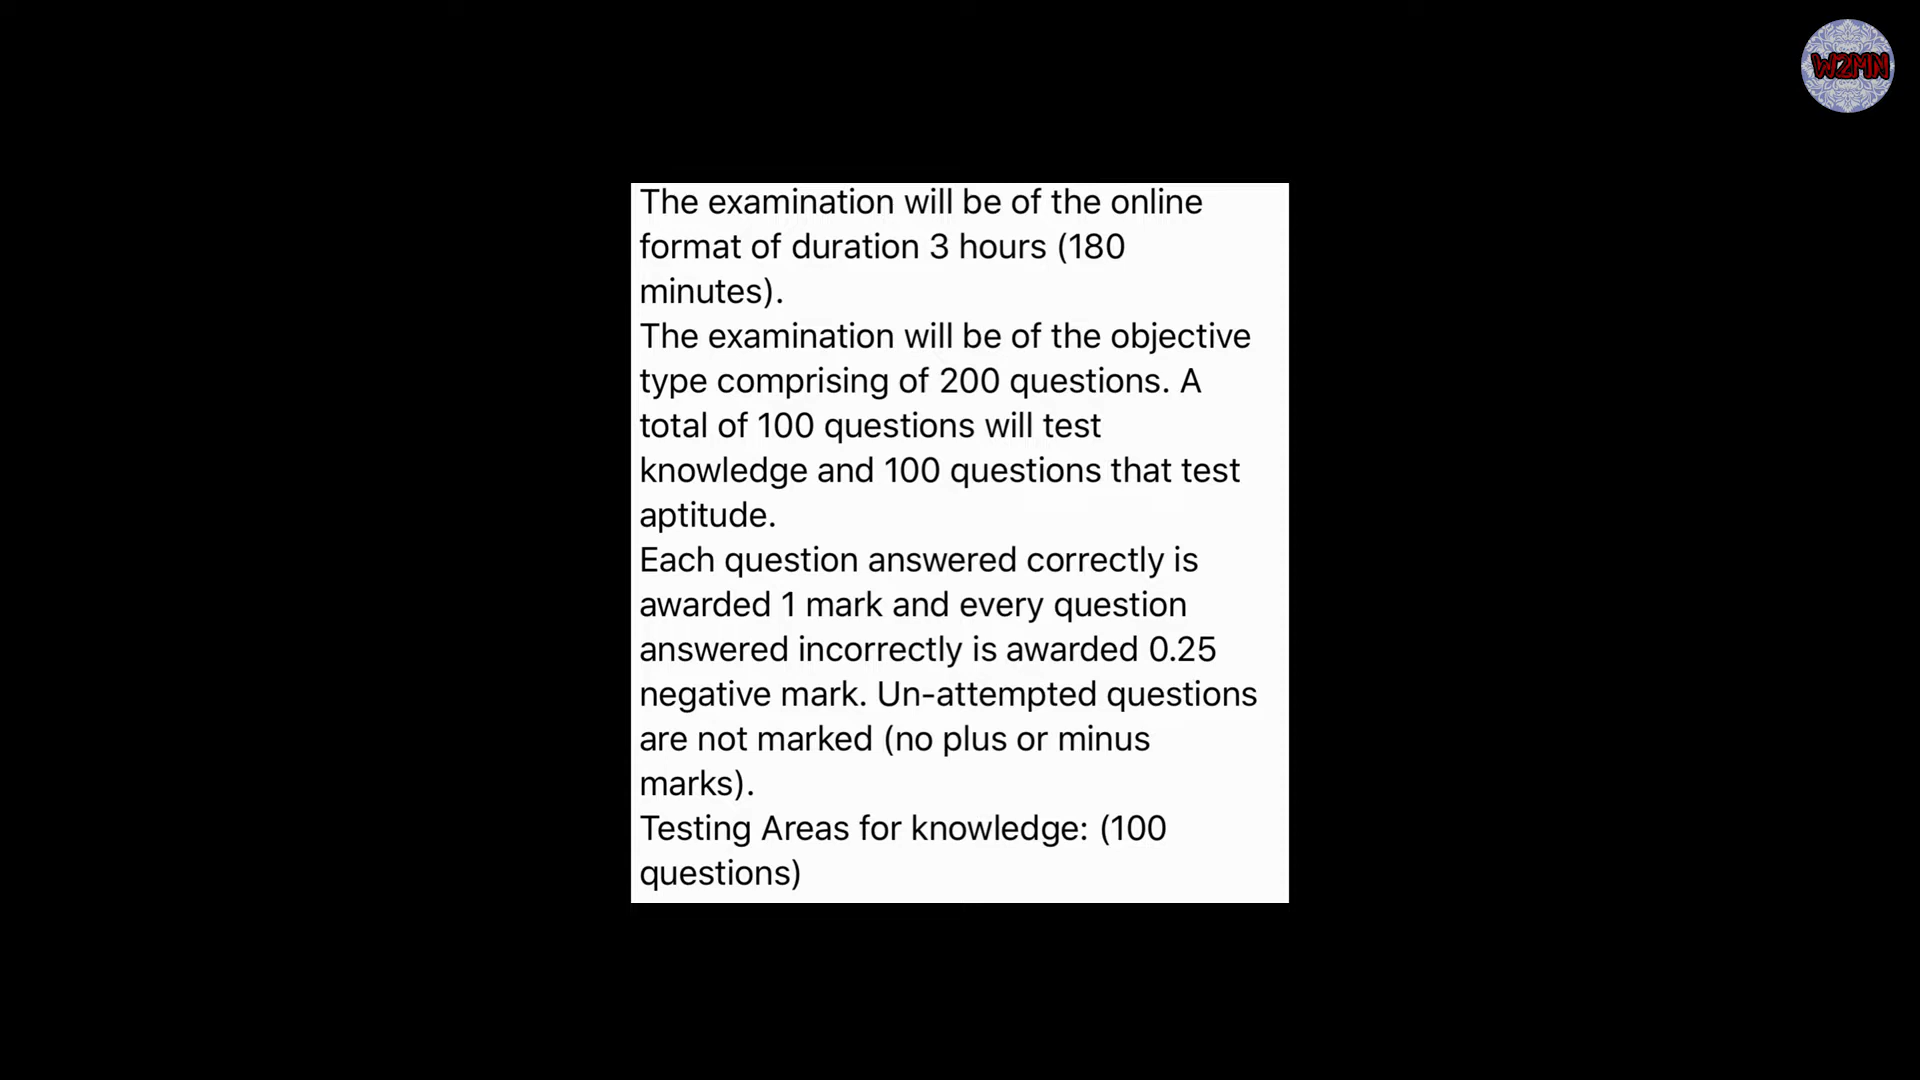 W2MN
The examination will be of the online
format of duration 3 hours (180
minutes).
The examination will be of the objective
type comprising of 200 questions. A
total of 100 questions will test
knowledge and 100 questions that test
aptitude.
Each question answered correctly is
awarded 1 mark and every question
answered incorrectly is awarded 0.25
negative mark. Un-attempted questions
are not marked (no plus or minus
marks).
Testing Areas for knowledge: (100
questions)